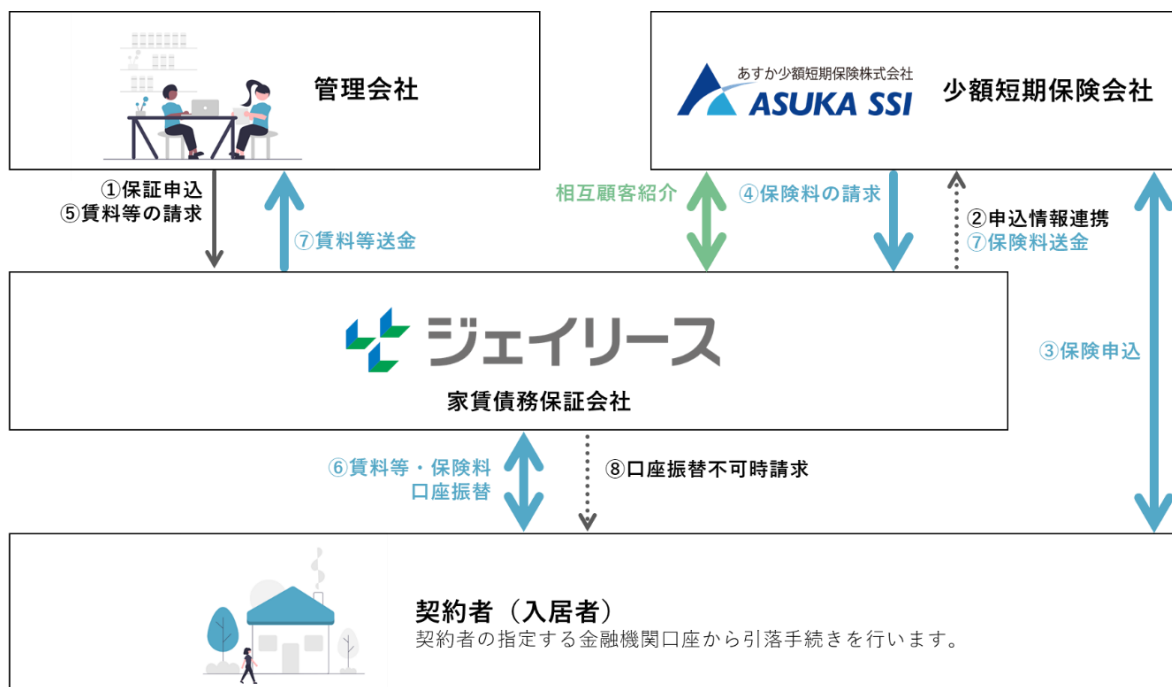 管理会社
あすか少額短期保険株式会社
ASUKA SSI
少額短期保険会社
①保証申込
⑤賃料等の請求
⑦賃料等送金
相互顧客紹介
④保険料の請求
②申込情報連携
⑦保険料送金
ジェイリース
家賃債務保証会社
③保険申込
⑥賃料等・保険料
口座振替
⑧口座振替不可時請求
契約者（入居者）
契約者の指定する金融機関口座から引落手続きを行います。